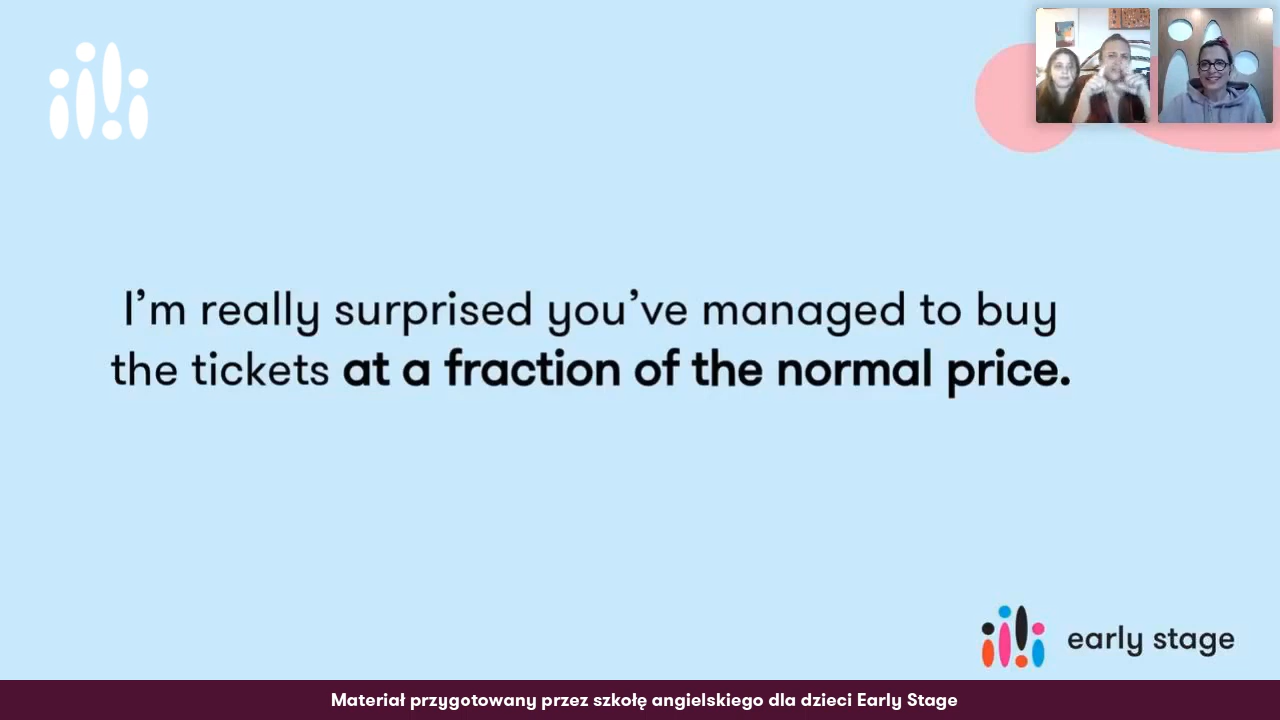 I’m really surprised you’ve managed to buy
the tickets at a fraction of the normal price.
early stage
Materiał przygotowany przez szkołę angielskiego dla dzieci Early Stage